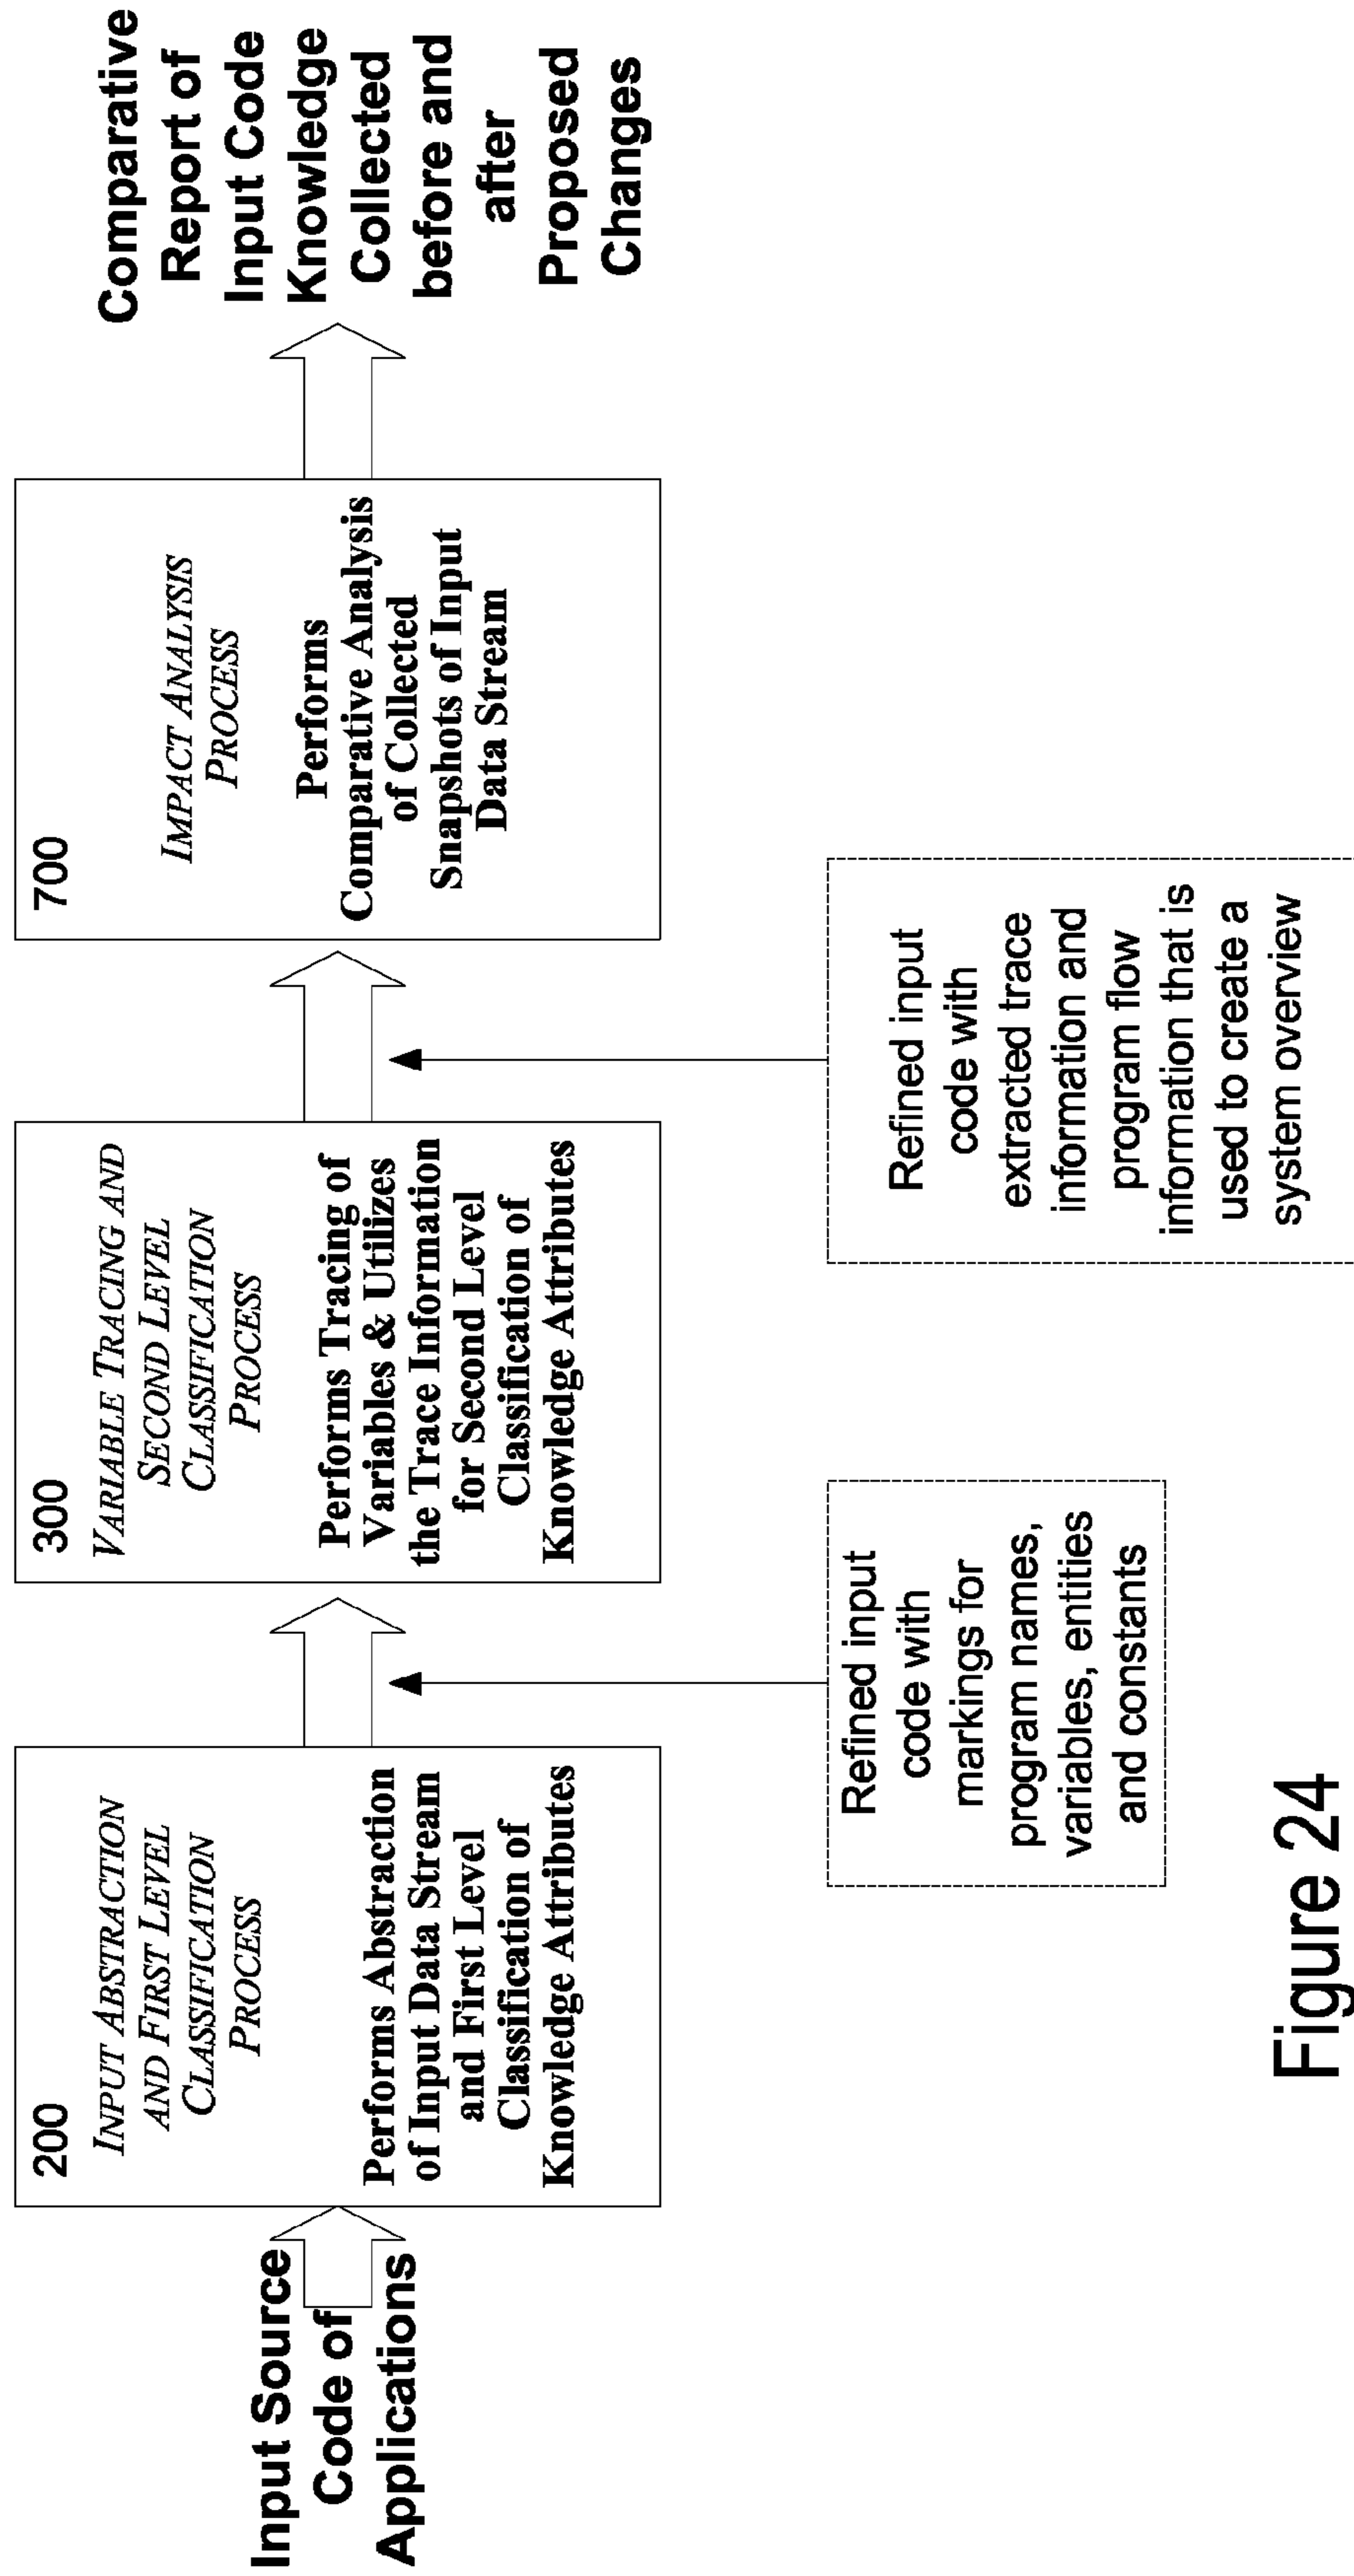 Input Source
Code of
Applications
200
INPUT ABSTRACTION
AND FIRST LEVEL
CLASSIFICATION
PROCESS
Performs Abstraction
of Input Data Stream
and First Level
Classification of
Knowledge Attributes
300
VARIABLE TRACING AND
SECOND LEVEL
CLASSIFICATION
PROCESS
Performs Tracing of
Variables & Utilizes
the Trace Information
for Second Level
Classification of
Knowledge Attributes
700
IMPACT ANALYSIS
PROCESS
Performs
Comparative Analysis
of Collected
Snapshots of Input
Data Stream
Comparative
Report of
Input Code
Knowledge
Collected
before and
after
Proposed
Changes
Refined input
code with
markings for
program names,
variables, entities
and constants
Refined input
code with
extracted trace
information and
program flow
information that is
used to create a
system overview
Figure 24